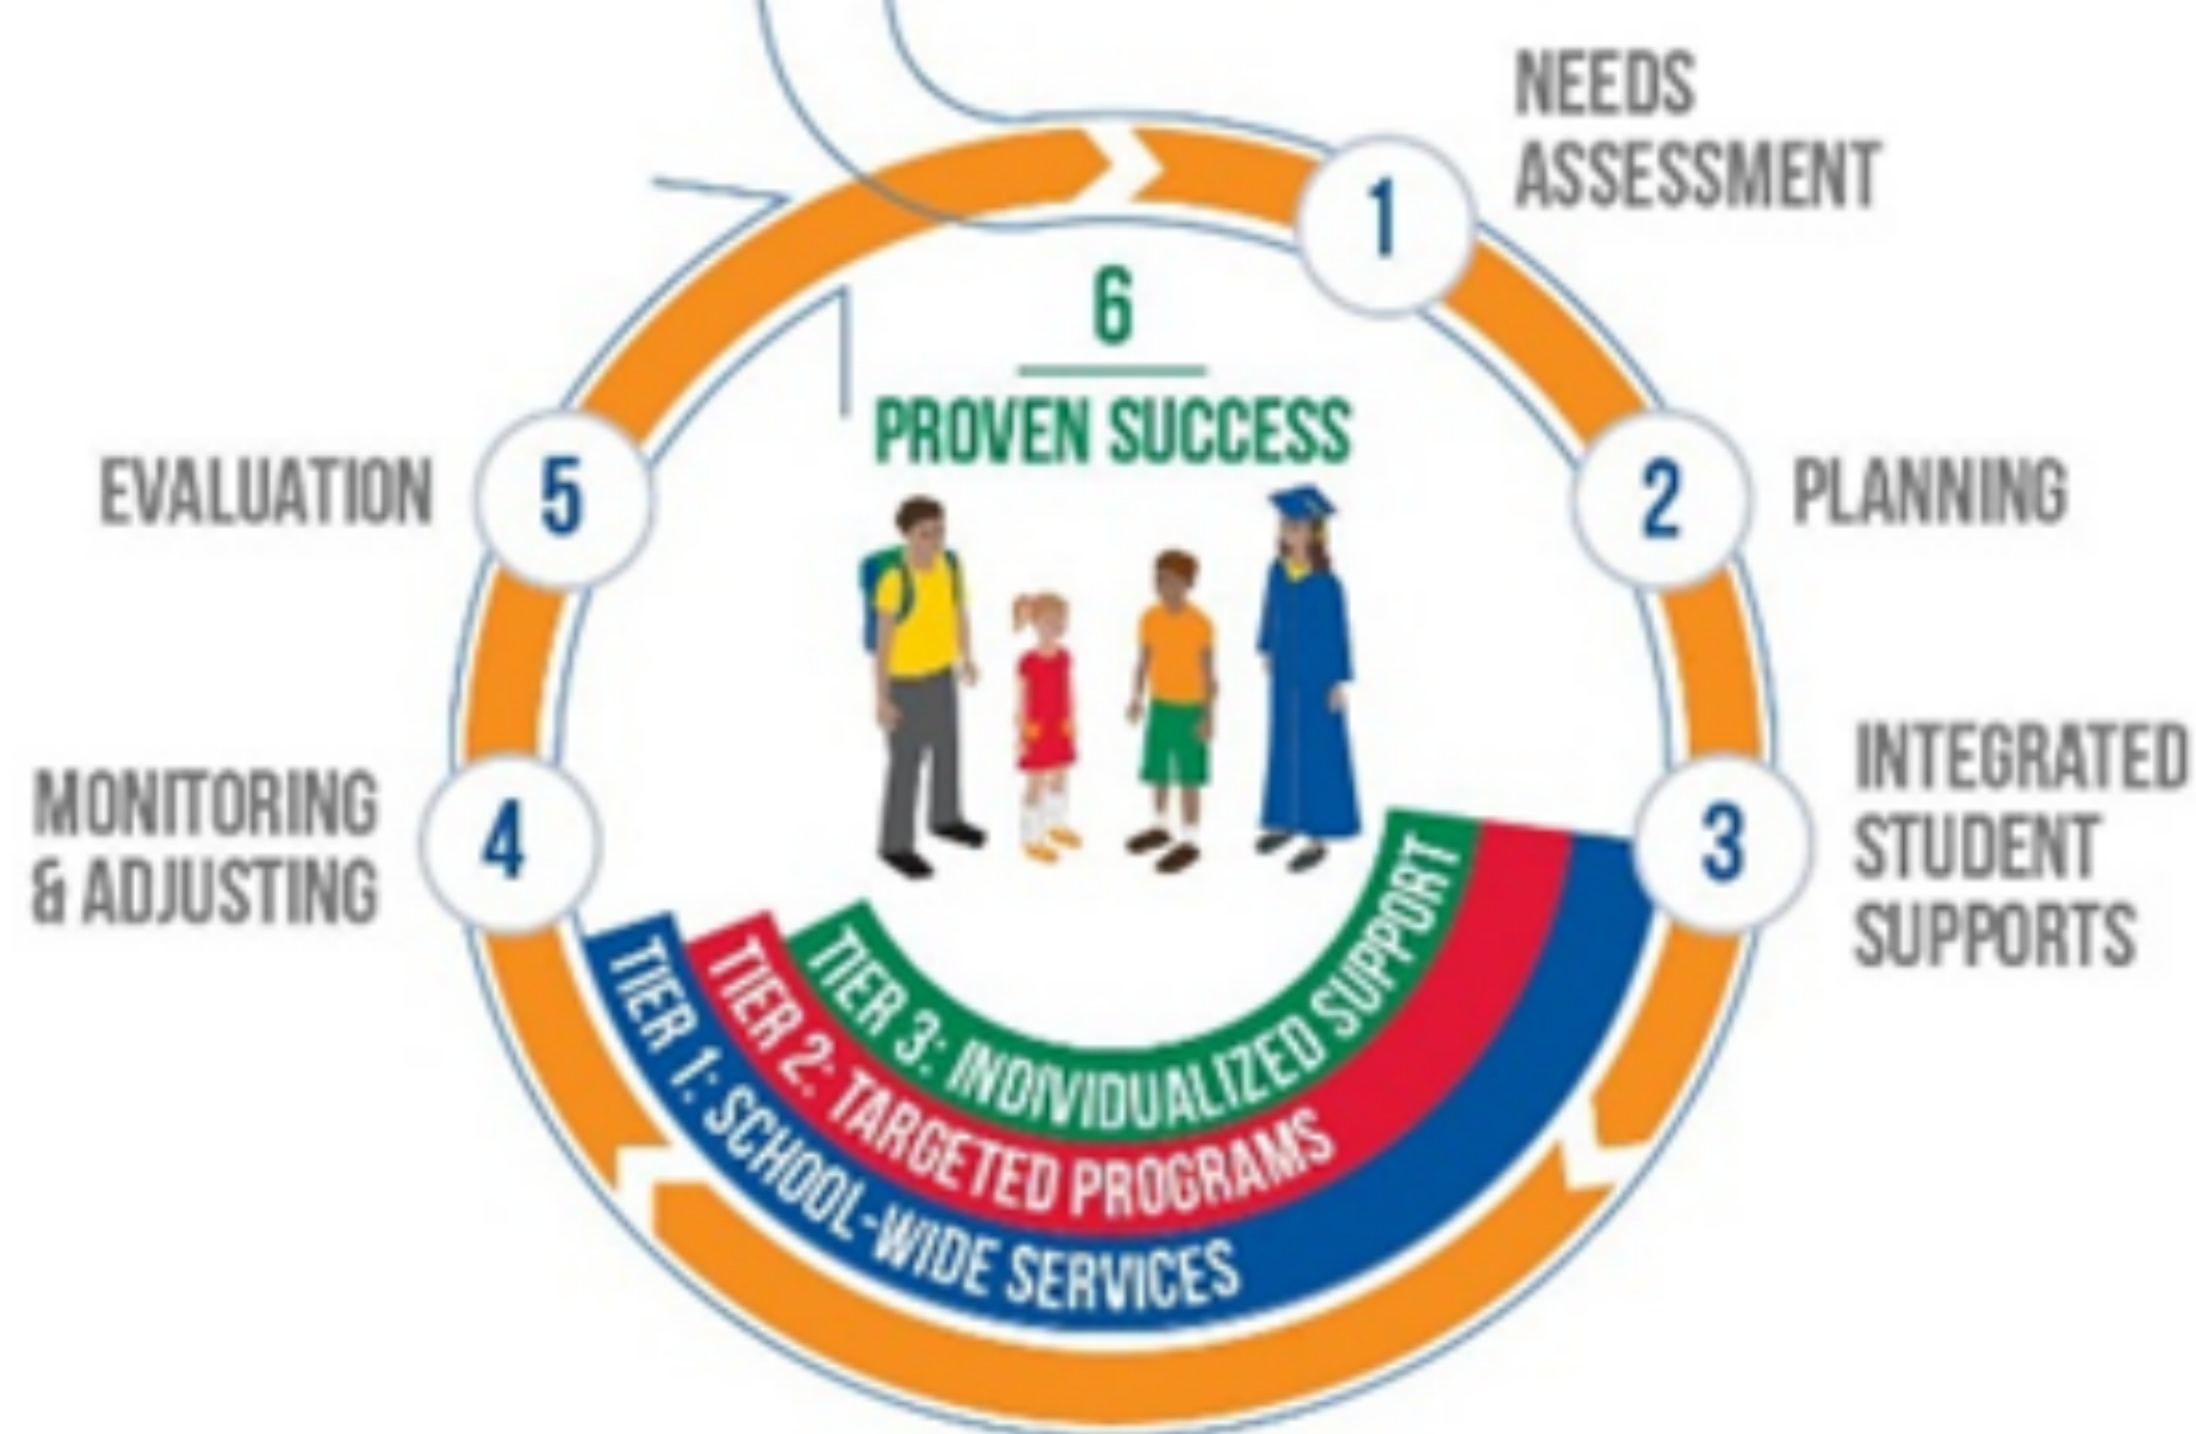 1
NEEDS
ASSESSMENT
2
PLANNING
3
INTEGRATED
STUDENT
SUPPORTS
TIER 3: INDIVIDUALIZED SUPPORT
TIER 2: TARGETED PROGRAMS
TIER 1: SCHOOL-WIDE SERVICES
4
MONITORING
& ADJUSTING
5
EVALUATION
6
PROVEN SUCCESS